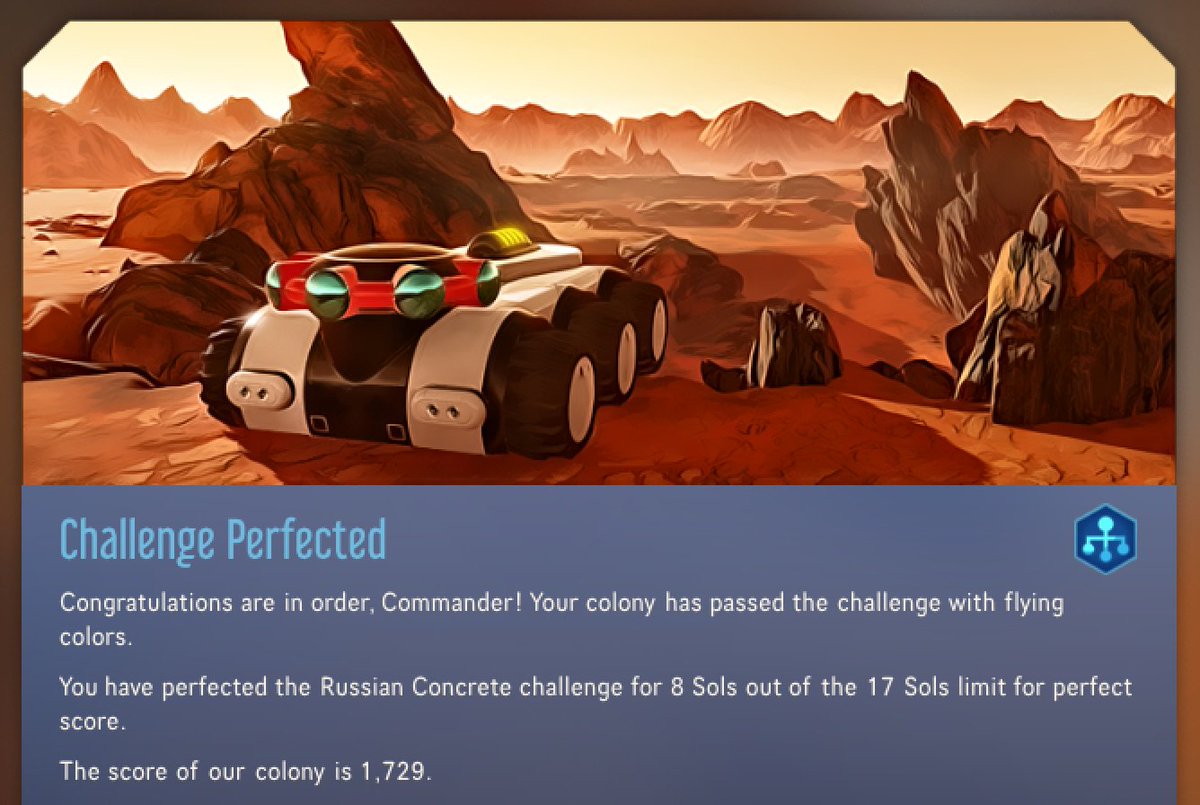 Challenge Perfected
Congratulations are in order, Commander! Your colony has passed the challenge with flying
colors.
You have perfected the Russian Concrete challenge for 8 Sols out of the 17 Sols limit for perfect
score.
The score of our colony is 1,729.